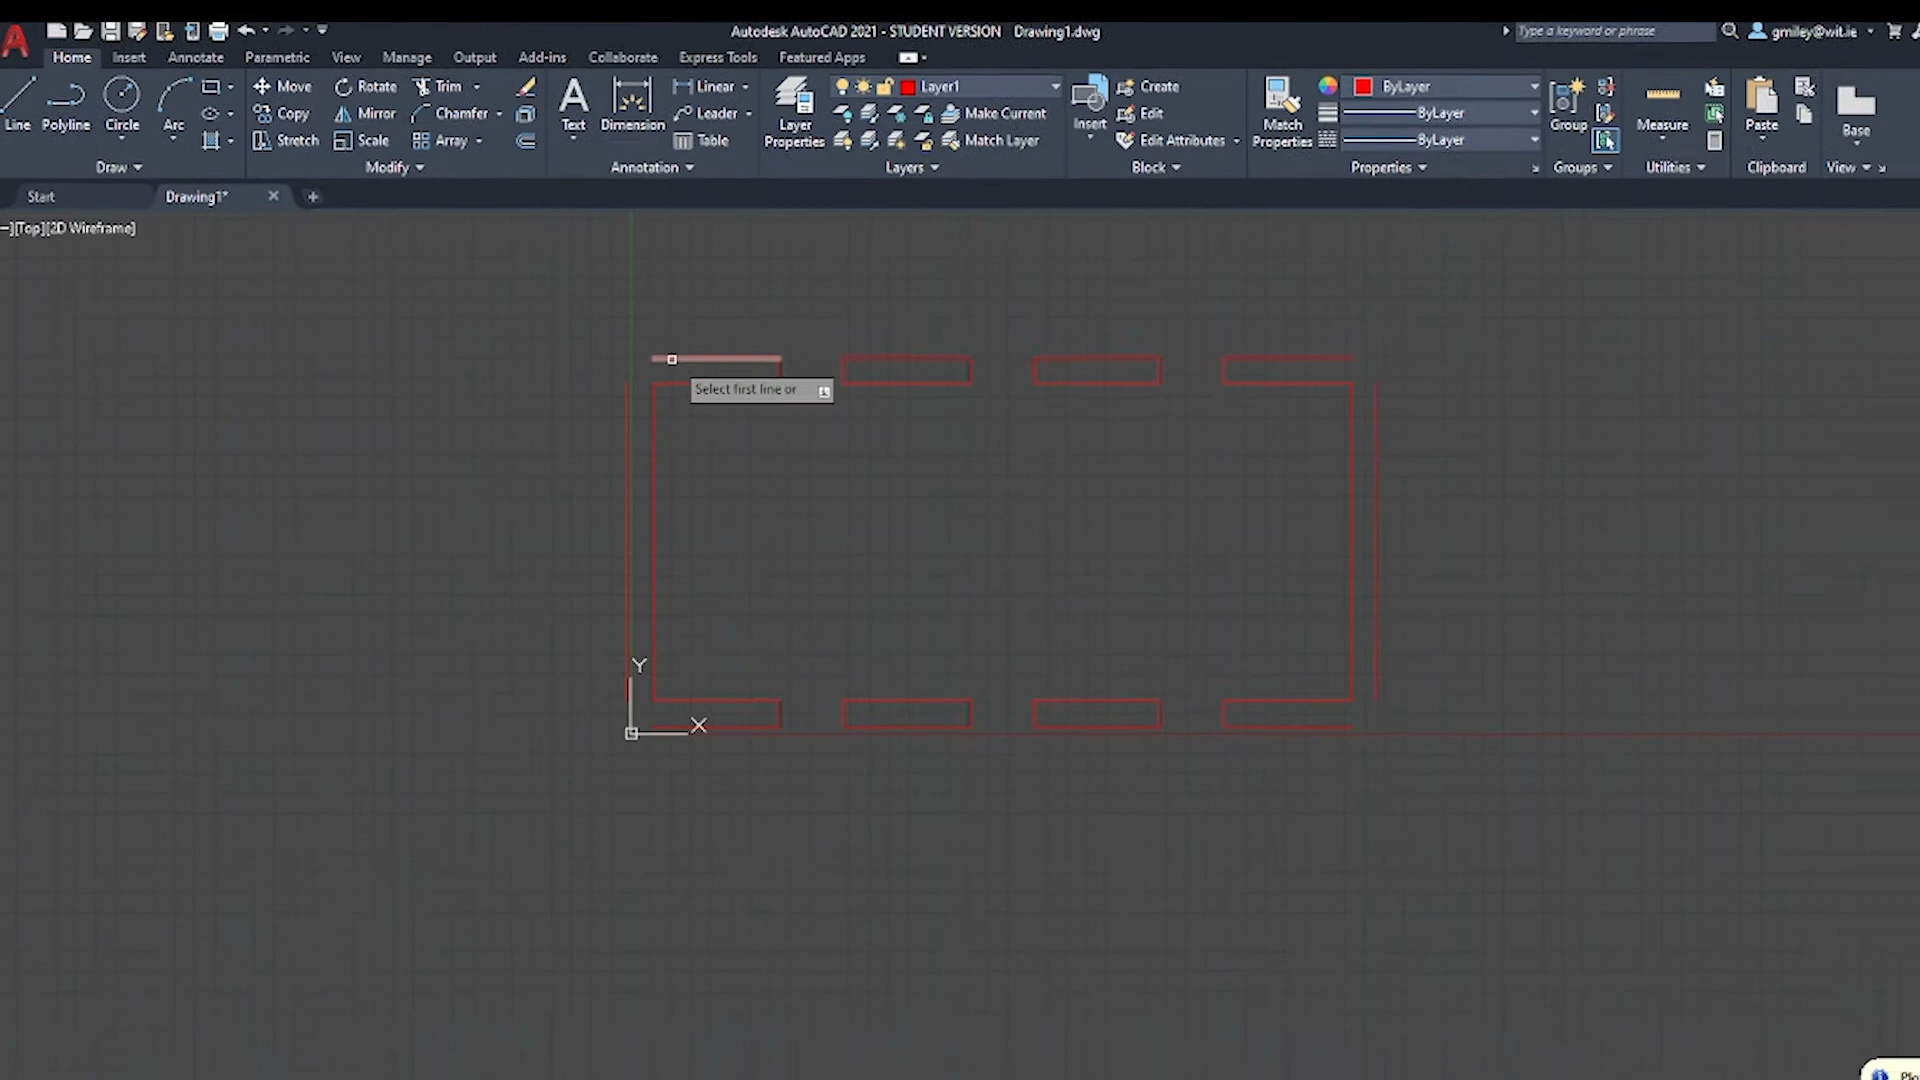 Autodesk AutoCAD 2021 - STUDENT VERSION Drawing1.dwg
Type a keyword or phrase
gmiley@wit.ie
Home Insert Annotate Parametric View Manage Output Add-ins Collaborate Express Tools Featured Apps
Move Rotate Trim Linear Layer1 Create ByLayer
Copy Mirror Chamfer Leader Make Current Edit ByLayer
Line Polyline Circle Arc Text Dimension Insert Group Measure Paste Base
Stretch Scale Array Table Layer Properties Match Layer Edit Attributes Match Properties ByLayer
Draw Modify Annotation Layers Block Properties Groups Utilities Clipboard View
Start Drawing1*
–][Top][2D Wireframe]
Select first line or
Y
X